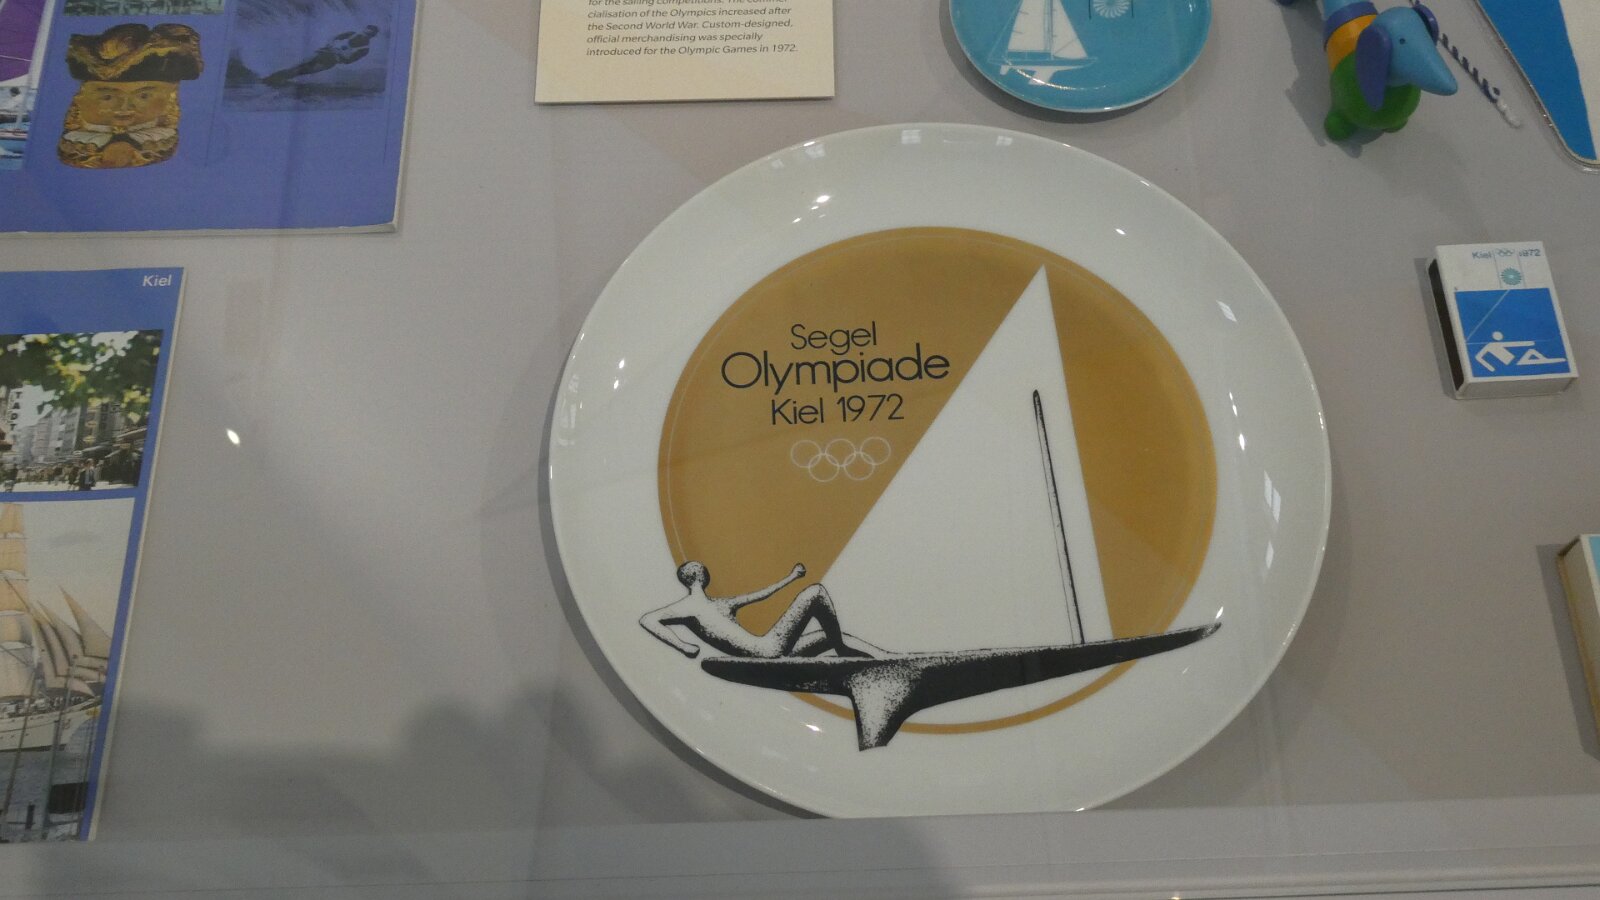 for the sailing competitions. The commer-
cialisation of the Olympics increased after
the Second World War. Custom-designed,
official merchandising was specially
introduced for the Olympic Games in 1972.
Kiel
Segel
Olympiade
Kiel 1972
Kiel 1972